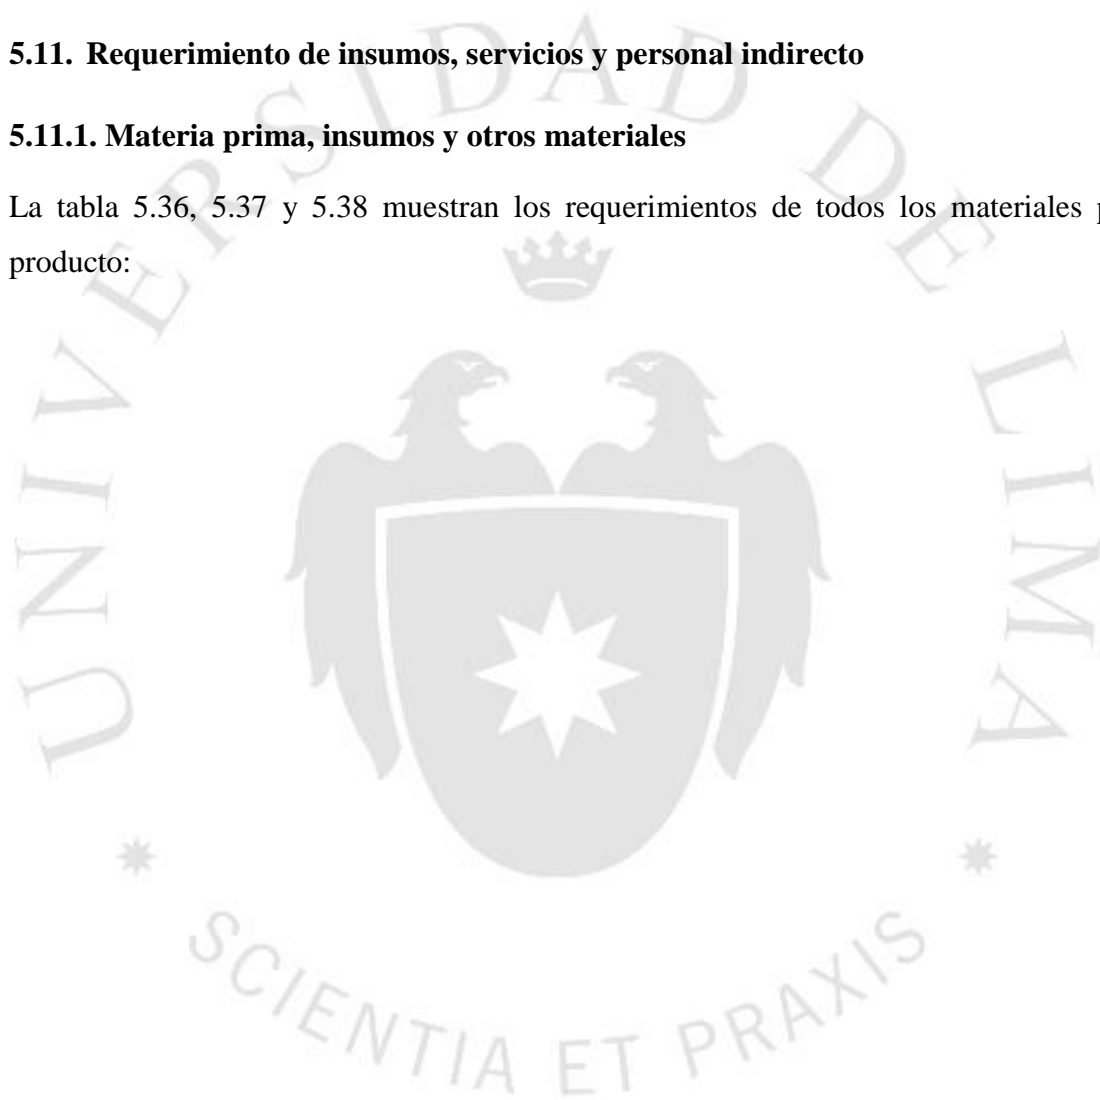 5.11. Requerimiento de insumos, servicios y personal indirecto
5.11.1. Materia prima, insumos y otros materiales
La tabla 5.36, 5.37 y 5.38 muestran los requerimientos de todos los materiales
producto:
UNIVERSIDAD DE LIMA
SCIENTIA ET PRAXIS